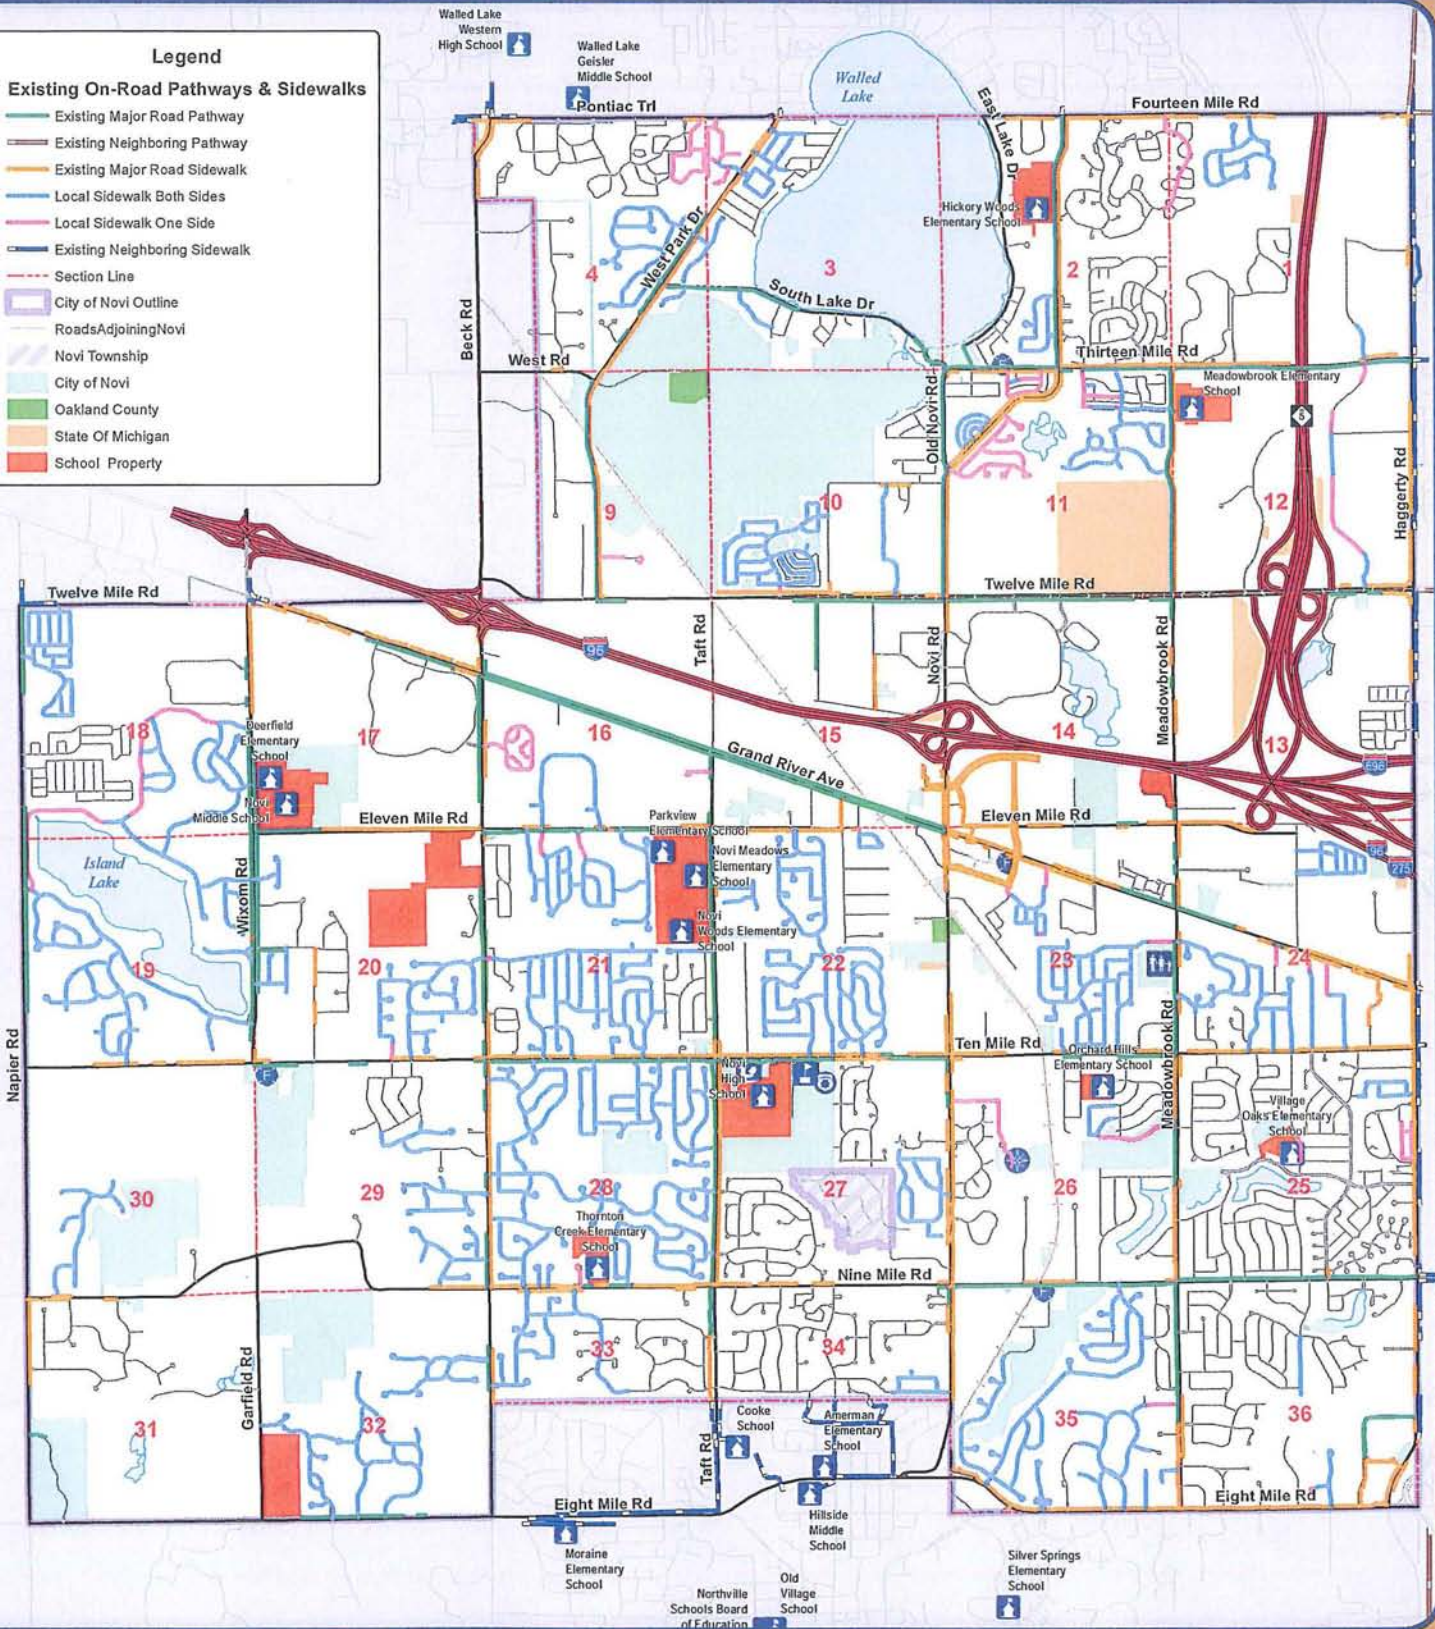 Legend
Existing On-Road Pathways & Sidewalks
Existing Major Road Pathway
Existing Neighboring Pathway
Existing Major Road Sidewalk
Local Sidewalk Both Sides
Local Sidewalk One Side
Existing Neighboring Sidewalk
Section Line
City of Novi Outline
RoadsAdjoiningNovi
Novi Township
City of Novi
Oakland County
State Of Michigan
School Property
Walled Lake
Western
High School
Walled Lake
Geisler
Middle School
Pontiac Trl
Walled
Lake
East Lake Dr
Fourteen Mile Rd
Hickory Woods
Elementary School
West Park Dr
4
3
2
1
South Lake Dr
Beck Rd
West Rd
Thirteen Mile Rd
Old Novi Rd
Meadowbrook Elementary
School
5
Haggerty Rd
9
10
11
12
Twelve Mile Rd
Twelve Mile Rd
Taft Rd
Novi Rd
Meadowbrook Rd
96
18
Deerfield
Elementary
School
17
16
15
14
13
Grand River Ave
696
Novi
Middle School
Eleven Mile Rd
Parkview
Elementary School
Eleven Mile Rd
F
96
275
Novi Meadows
Elementary
School
Island
Lake
Wixom Rd
Novi
Woods Elementary
School
19
20
21
22
23
24
Napier Rd
Meadowbrook Rd
Ten Mile Rd
F
Novi
High
School
Orchard Hills
Elementary School
Village
Oaks Elementary
School
30
29
28
27
26
25
Thornton
Creek Elementary
School
Nine Mile Rd
F
33
34
Garfield Rd
31
32
35
36
Taft Rd
Cooke
School
Amerman
Elementary
School
Eight Mile Rd
Eight Mile Rd
Hillside
Middle
School
Moraine
Elementary
School
Silver Springs
Elementary
School
Northville
Schools Board
of Education
Old
Village
School